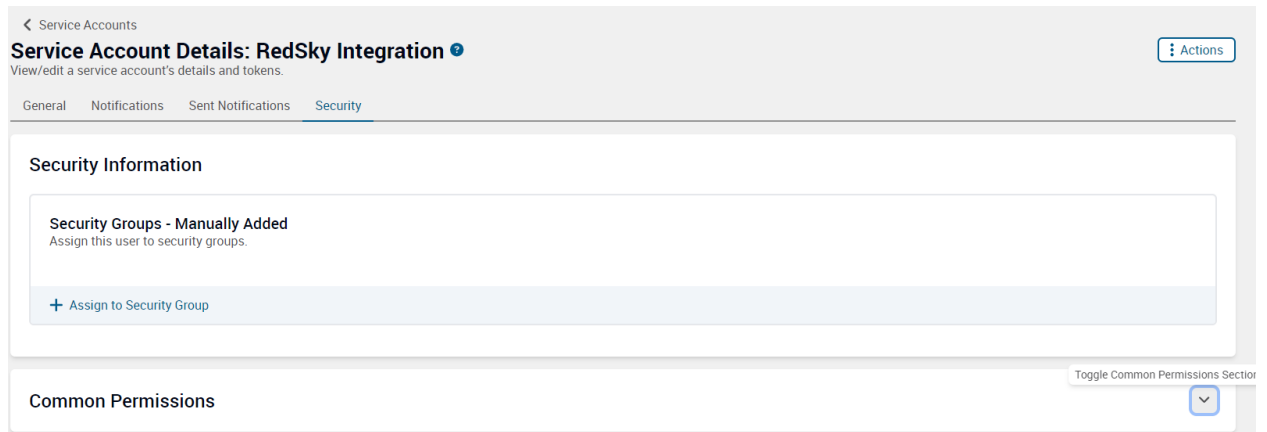 Service Accounts
Service Account Details: RedSky Integration ?
Actions
View/edit a service account's details and tokens.
General Notifications Sent Notifications Security
Security Information
Security Groups - Manually Added
Assign this user to security groups.
+ Assign to Security Group
Toggle Common Permissions Section
Common Permissions